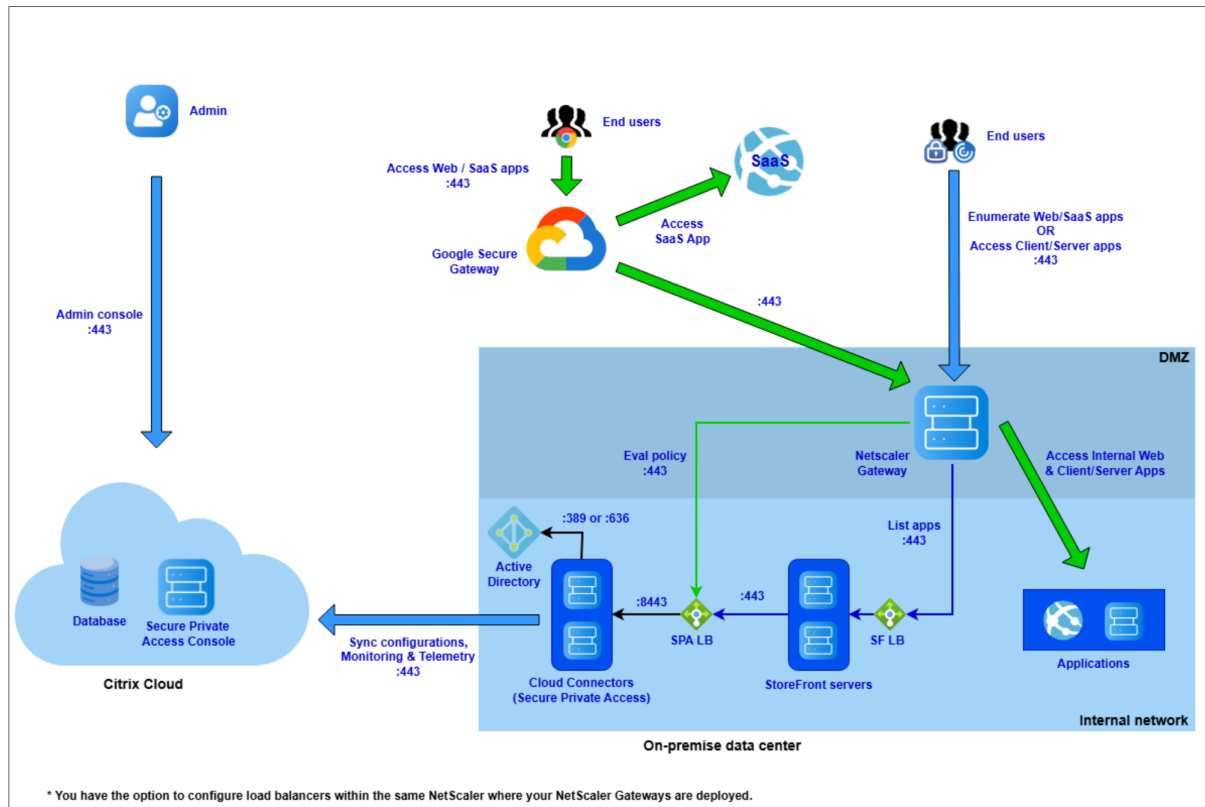 Admin
End users
SaaS
End users
Access Web / SaaS apps
:443
Access
SaaS App
Enumerate Web/SaaS apps
OR
Access Client/Server apps
:443
Google Secure
Gateway
:443
Admin console
:443
DMZ
Eval policy
:443
Netscaler
Gateway
Access Internal Web
& Client/Server Apps
:389 or :636
List apps
:443
Active
Directory
:8443
:443
Database
Secure Private
Access Console
SPA LB
SF LB
Sync configurations,
Monitoring & Telemetry
:443
Applications
Citrix Cloud
Cloud Connectors
(Secure Private Access)
StoreFront servers
Internal network
On-premise data center
* You have the option to configure load balancers within the same NetScaler where your NetScaler Gateways are deployed.